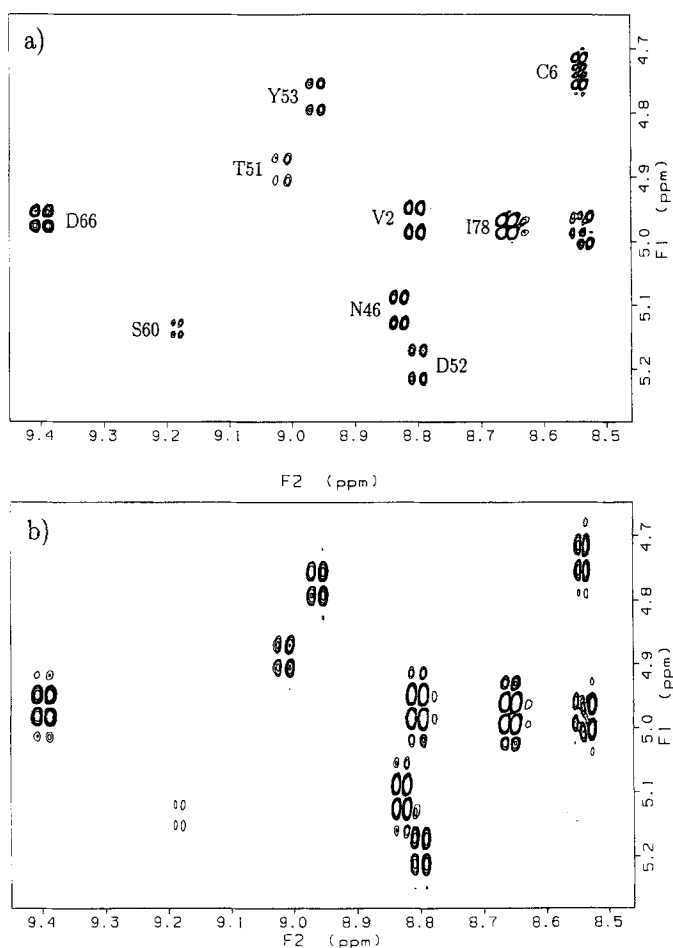 a)
C6
Y53
T51
D66
V2
I78
N46
S60
D52
4.7
4.8
4.9
5.0
5.1
5.2
F1 (ppm)
9.4 9.3 9.2 9.1 9.0 8.9 8.8 8.7 8.6 8.5
F2 (ppm)
b)
4.7
4.8
4.9
5.0
5.1
5.2
F1 (ppm)
9.4 9.3 9.2 9.1 9.0 8.9 8.8 8.7 8.6 8.5
F2 (ppm)